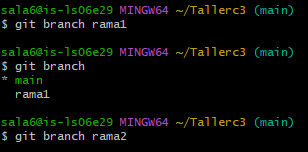 sala6@is-ls06e29 MINGW64 ~/Tallerc3 (main)
$ git branch rama1
sala6@is-ls06e29 MINGW64 ~/Tallerc3 (main)
$ git branch
* main
rama1
sala6@is-ls06e29 MINGW64 ~/Tallerc3 (main)
$ git branch rama2